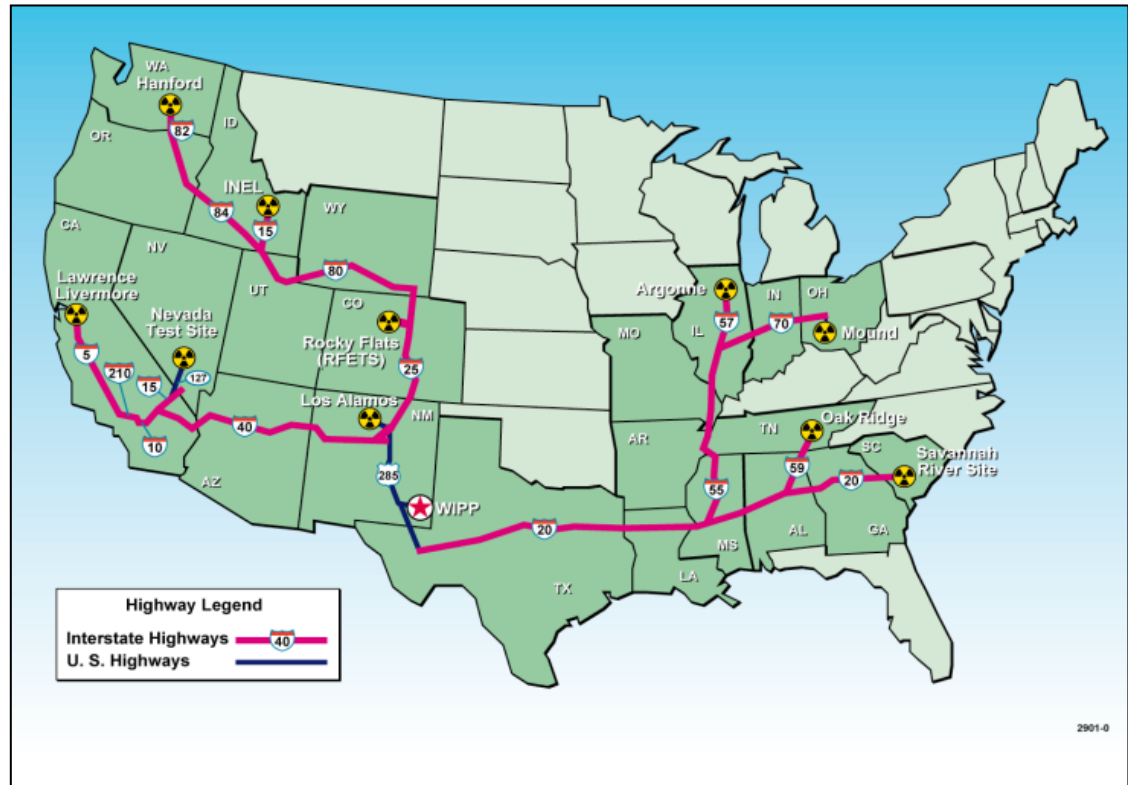 WA
Hanford
82
OR
ID
INEL
84
15
WY
CA
NV
80
UT
Lawrence
Livermore
Nevada
Test Site
CO
Rocky Flats
(RFETS)
5
210
15
127
25
Los Alamos
NM
40
10
AZ
285
WIPP
Argonne
IN
OH
MO
IL
57
70
Mound
TN
Oak Ridge
AR
SC
Savannah
River Site
59
20
55
20
MS
AL
GA
LA
TX
Highway Legend
Interstate Highways
40
U. S. Highways
2901-0